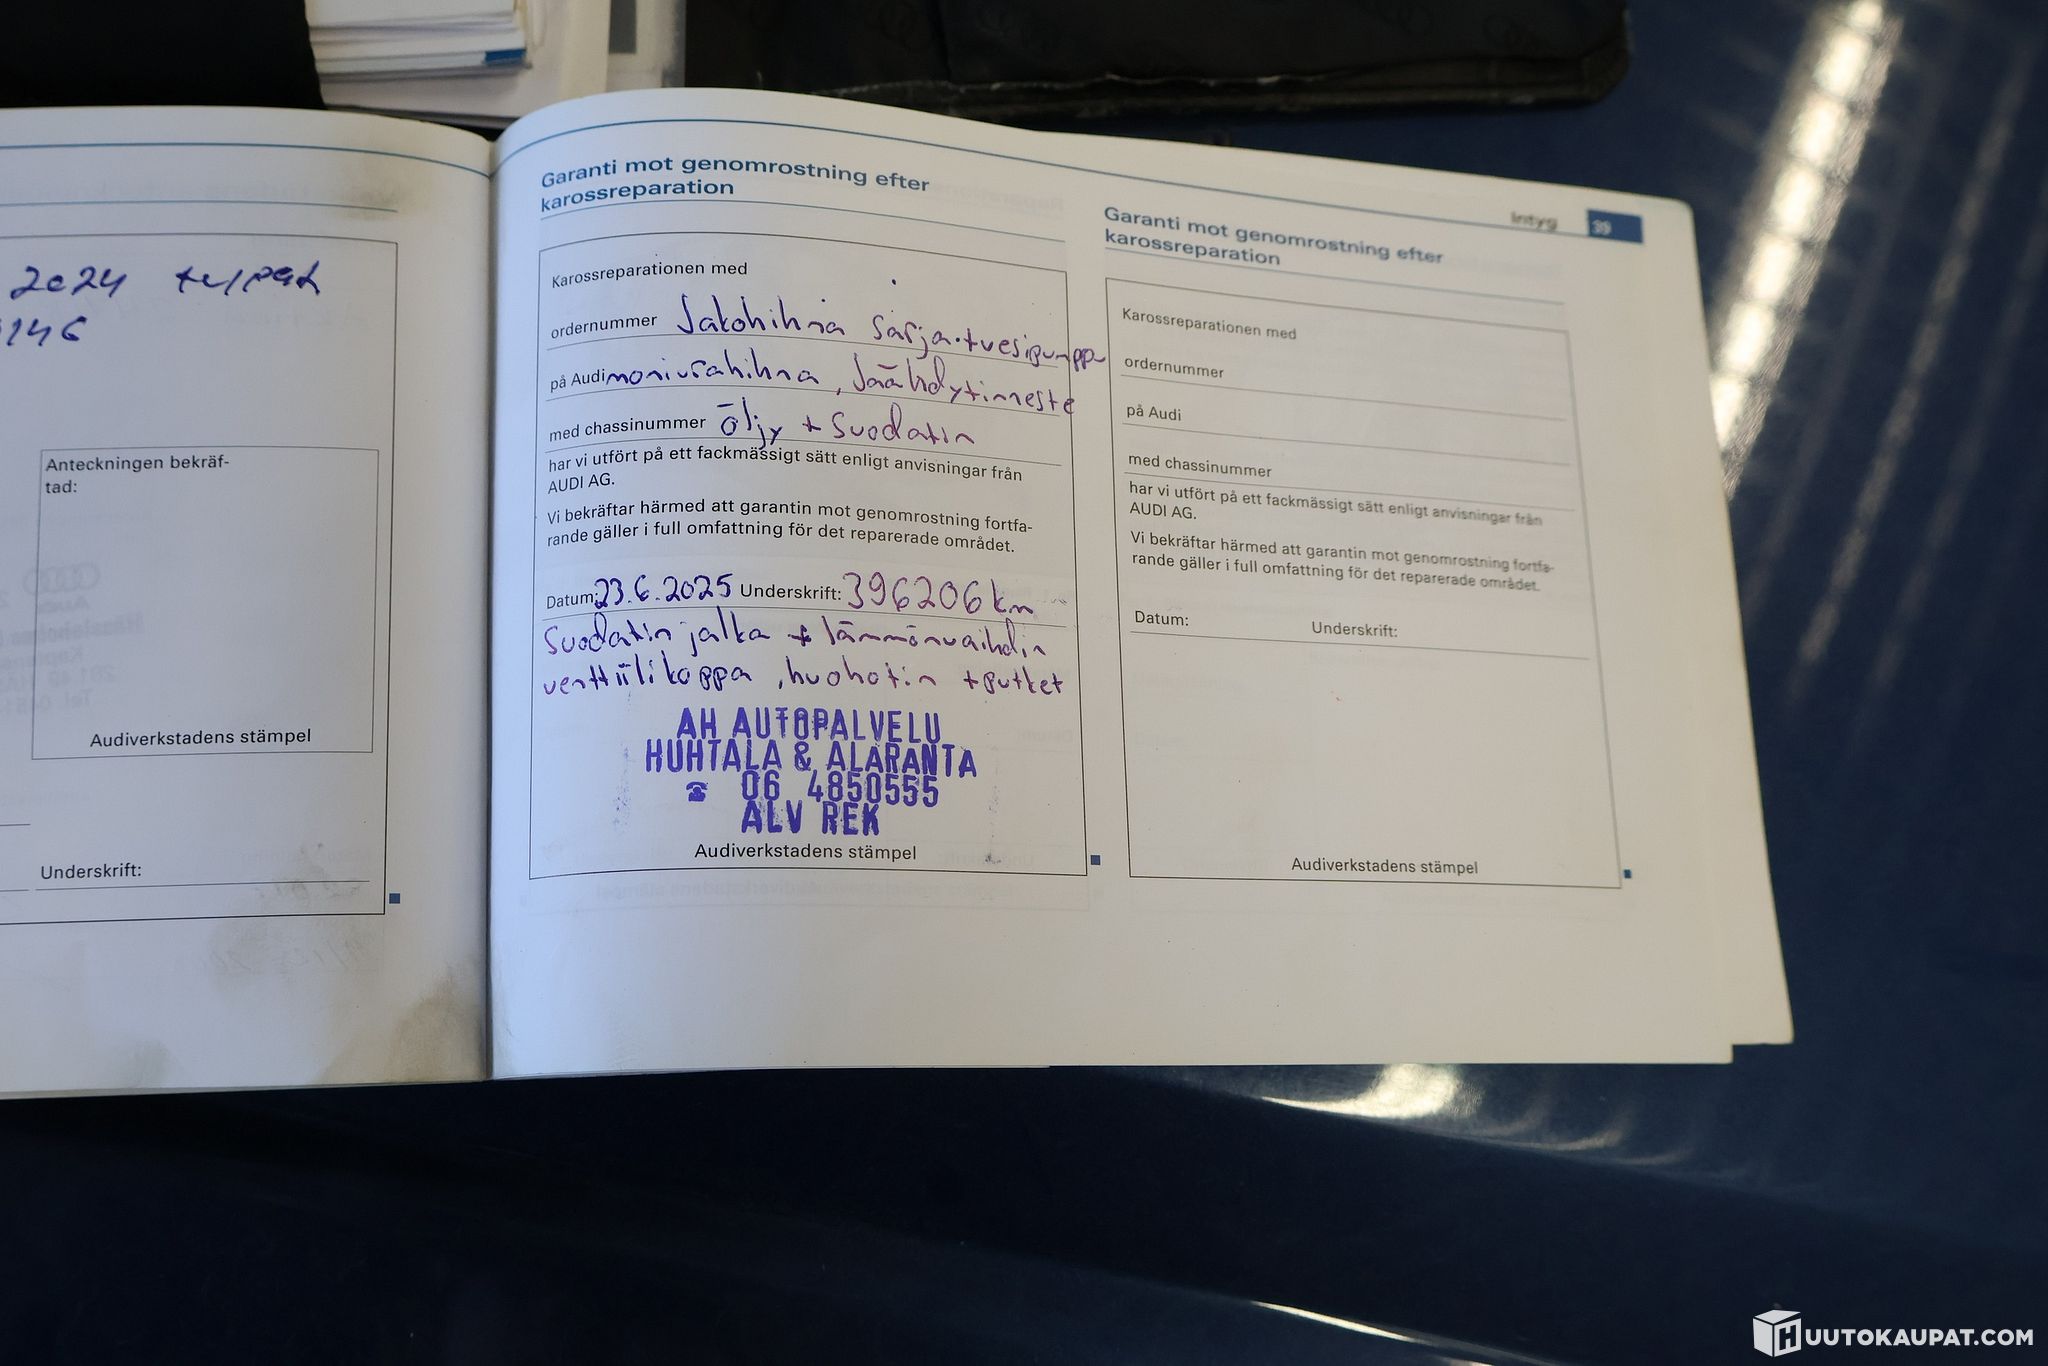 2024 tulpat
146
Anteckningen bekräf-
tad:
Audiverkstadens stämpel
Underskrift:
Garanti mot genomrostning efter
karossreparation
Karossreparationen med
ordernummer Jakohihna sarja + vesipumppu
på Audi moniurahihna, Jäähdytinneste
med chassinummer öljy + suodatin
har vi utfört på ett fackmässigt sätt enligt anvisningar från
AUDI AG.
Vi bekräftar härmed att garantin mot genomrostning fortfa-
rande gäller i full omfattning för det reparerade området.
Datum: 23.6.2025 Underskrift: 396206 km
suodatin jalka + lämmönvaihdin
venttiilikoppa, huohotin + putket
AH AUTOPALVELU
HUHTALA & ALARANTA
☎ 06 4850555
ALV REK
Audiverkstadens stämpel
Intyg 39
Garanti mot genomrostning efter
karossreparation
Karossreparationen med
ordernummer
på Audi
med chassinummer
har vi utfört på ett fackmässigt sätt enligt anvisningar från
AUDI AG.
Vi bekräftar härmed att garantin mot genomrostning fortfa-
rande gäller i full omfattning för det reparerade området.
Datum: Underskrift:
Audiverkstadens stämpel
HUUTOKAUPAT.COM